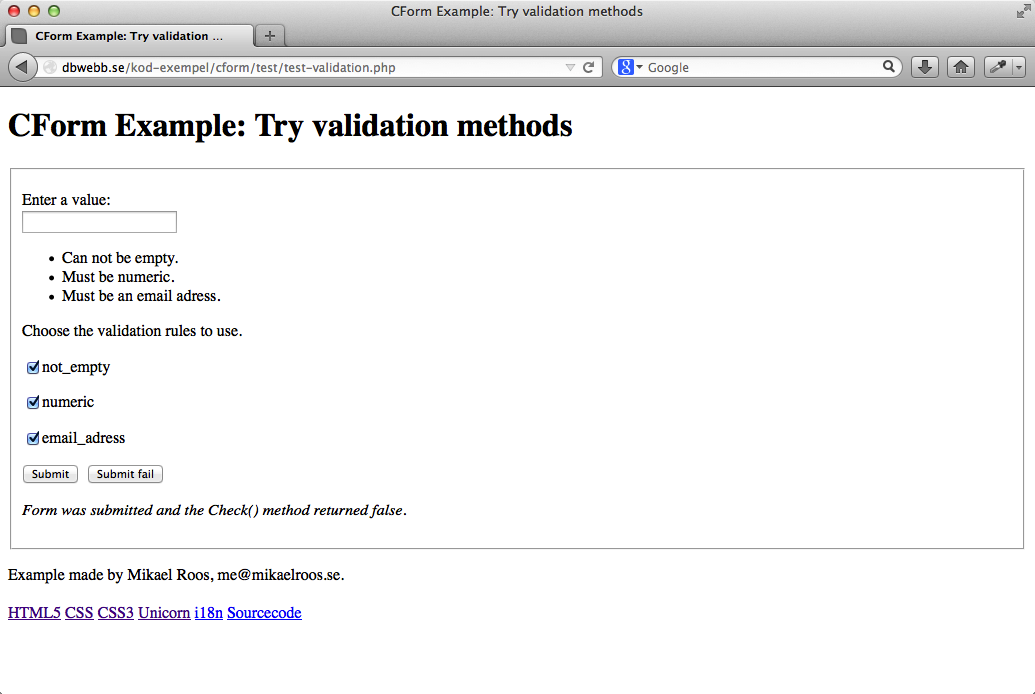 CForm Example: Try validation methods
CForm Example: Try validation ...
dbwebb.se/kod-exempel/cform/test/test-validation.php
Google
CForm Example: Try validation methods
Enter a value:
Can not be empty.
Must be numeric.
Must be an email adress.
Choose the validation rules to use.
not_empty
numeric
email_adress
Submit Submit fail
Form was submitted and the Check() method returned false.
Example made by Mikael Roos, me@mikaelroos.se.
HTML5 CSS CSS3 Unicorn i18n Sourcecode